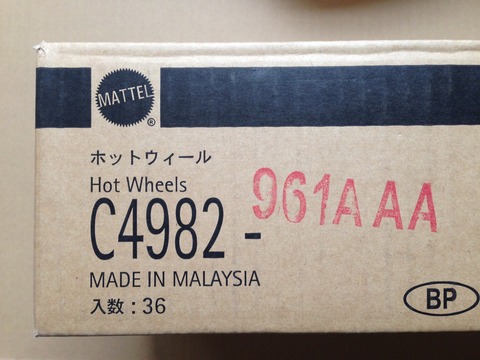 MATTEL
®
ホットウィール
Hot Wheels
C4982-961A AA
MADE IN MALAYSIA
入数 : 36
BP